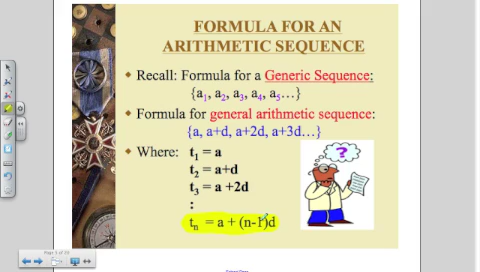 FORMULA FOR AN
ARITHMETIC SEQUENCE
Recall: Formula for a Generic Sequence:
{a₁, a₂, a₃, a₄, a₅…}
Formula for general arithmetic sequence:
{a, a+d, a+2d, a+3d…}
?
Where: t₁ = a
t₂ = a+d
t₃ = a +2d
:
tₙ = a + (n-1)d